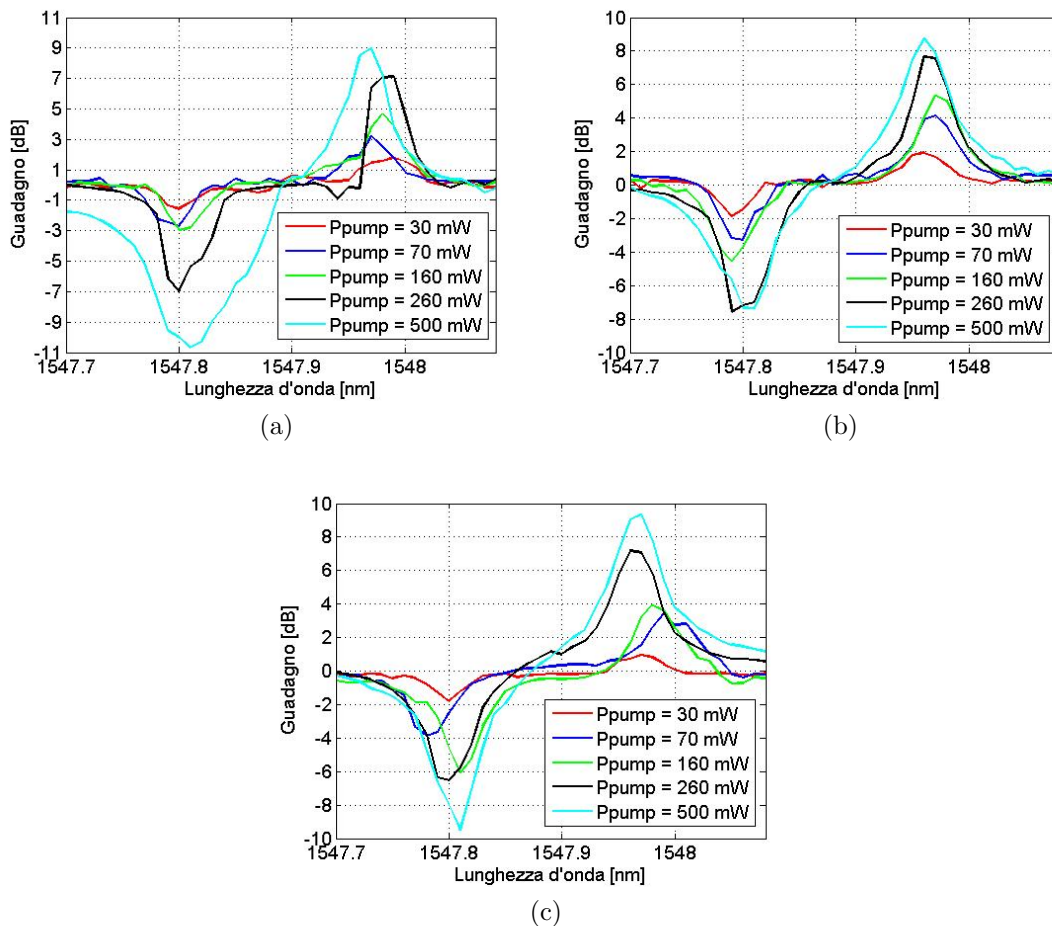 11
9
7
5
3
1
-1
-3
-5
-7
-9
-11
Guadagno [dB]
1547.7
1547.8
1547.9
1548
Lunghezza d'onda [nm]
Ppump = 30 mW
Ppump = 70 mW
Ppump = 160 mW
Ppump = 260 mW
Ppump = 500 mW
(a)
10
8
6
4
2
0
-2
-4
-6
-8
-10
Guadagno [dB]
1547.7
1547.8
1547.9
1548
Lunghezza d'onda [nm]
Ppump = 30 mW
Ppump = 70 mW
Ppump = 160 mW
Ppump = 260 mW
Ppump = 500 mW
(b)
10
8
6
4
2
0
-2
-4
-6
-8
-10
Guadagno [dB]
1547.7
1547.8
1547.9
1548
Lunghezza d'onda [nm]
Ppump = 30 mW
Ppump = 70 mW
Ppump = 160 mW
Ppump = 260 mW
Ppump = 500 mW
(c)